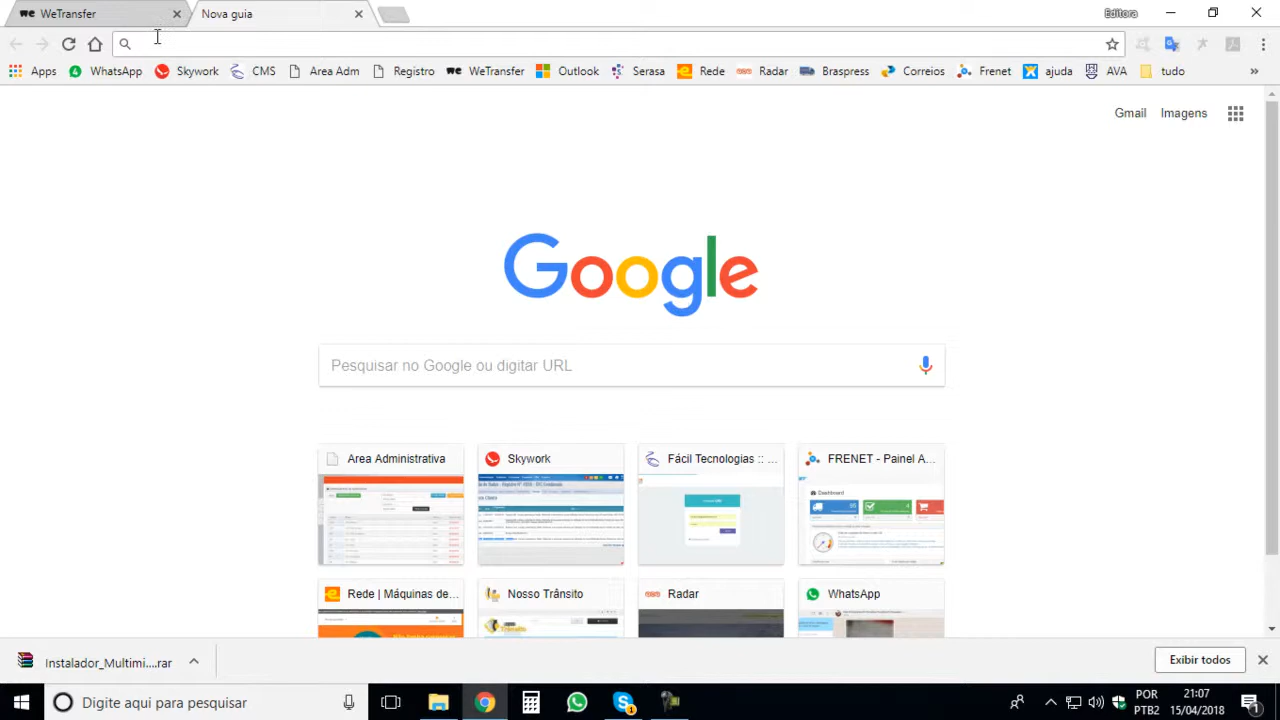 WeTransfer
Nova guia
Editora
Apps
WhatsApp
Skywork
CMS
Area Adm
Registro
WeTransfer
Outlook
Serasa
Rede
Radar
Braspress
Correios
Frenet
ajuda
AVA
tudo
»
Gmail
Imagens
Google
Pesquisar no Google ou digitar URL
Area Administrativa
Skywork
Fácil Tecnologias :: ...
FRENET - Painel A...
Dashboard
Rede | Máquinas de...
Nosso Trânsito
Radar
WhatsApp
Instalador_Multimi....rar
Exibir todos
Digite aqui para pesquisar
POR
PTB2
21:07
15/04/2018